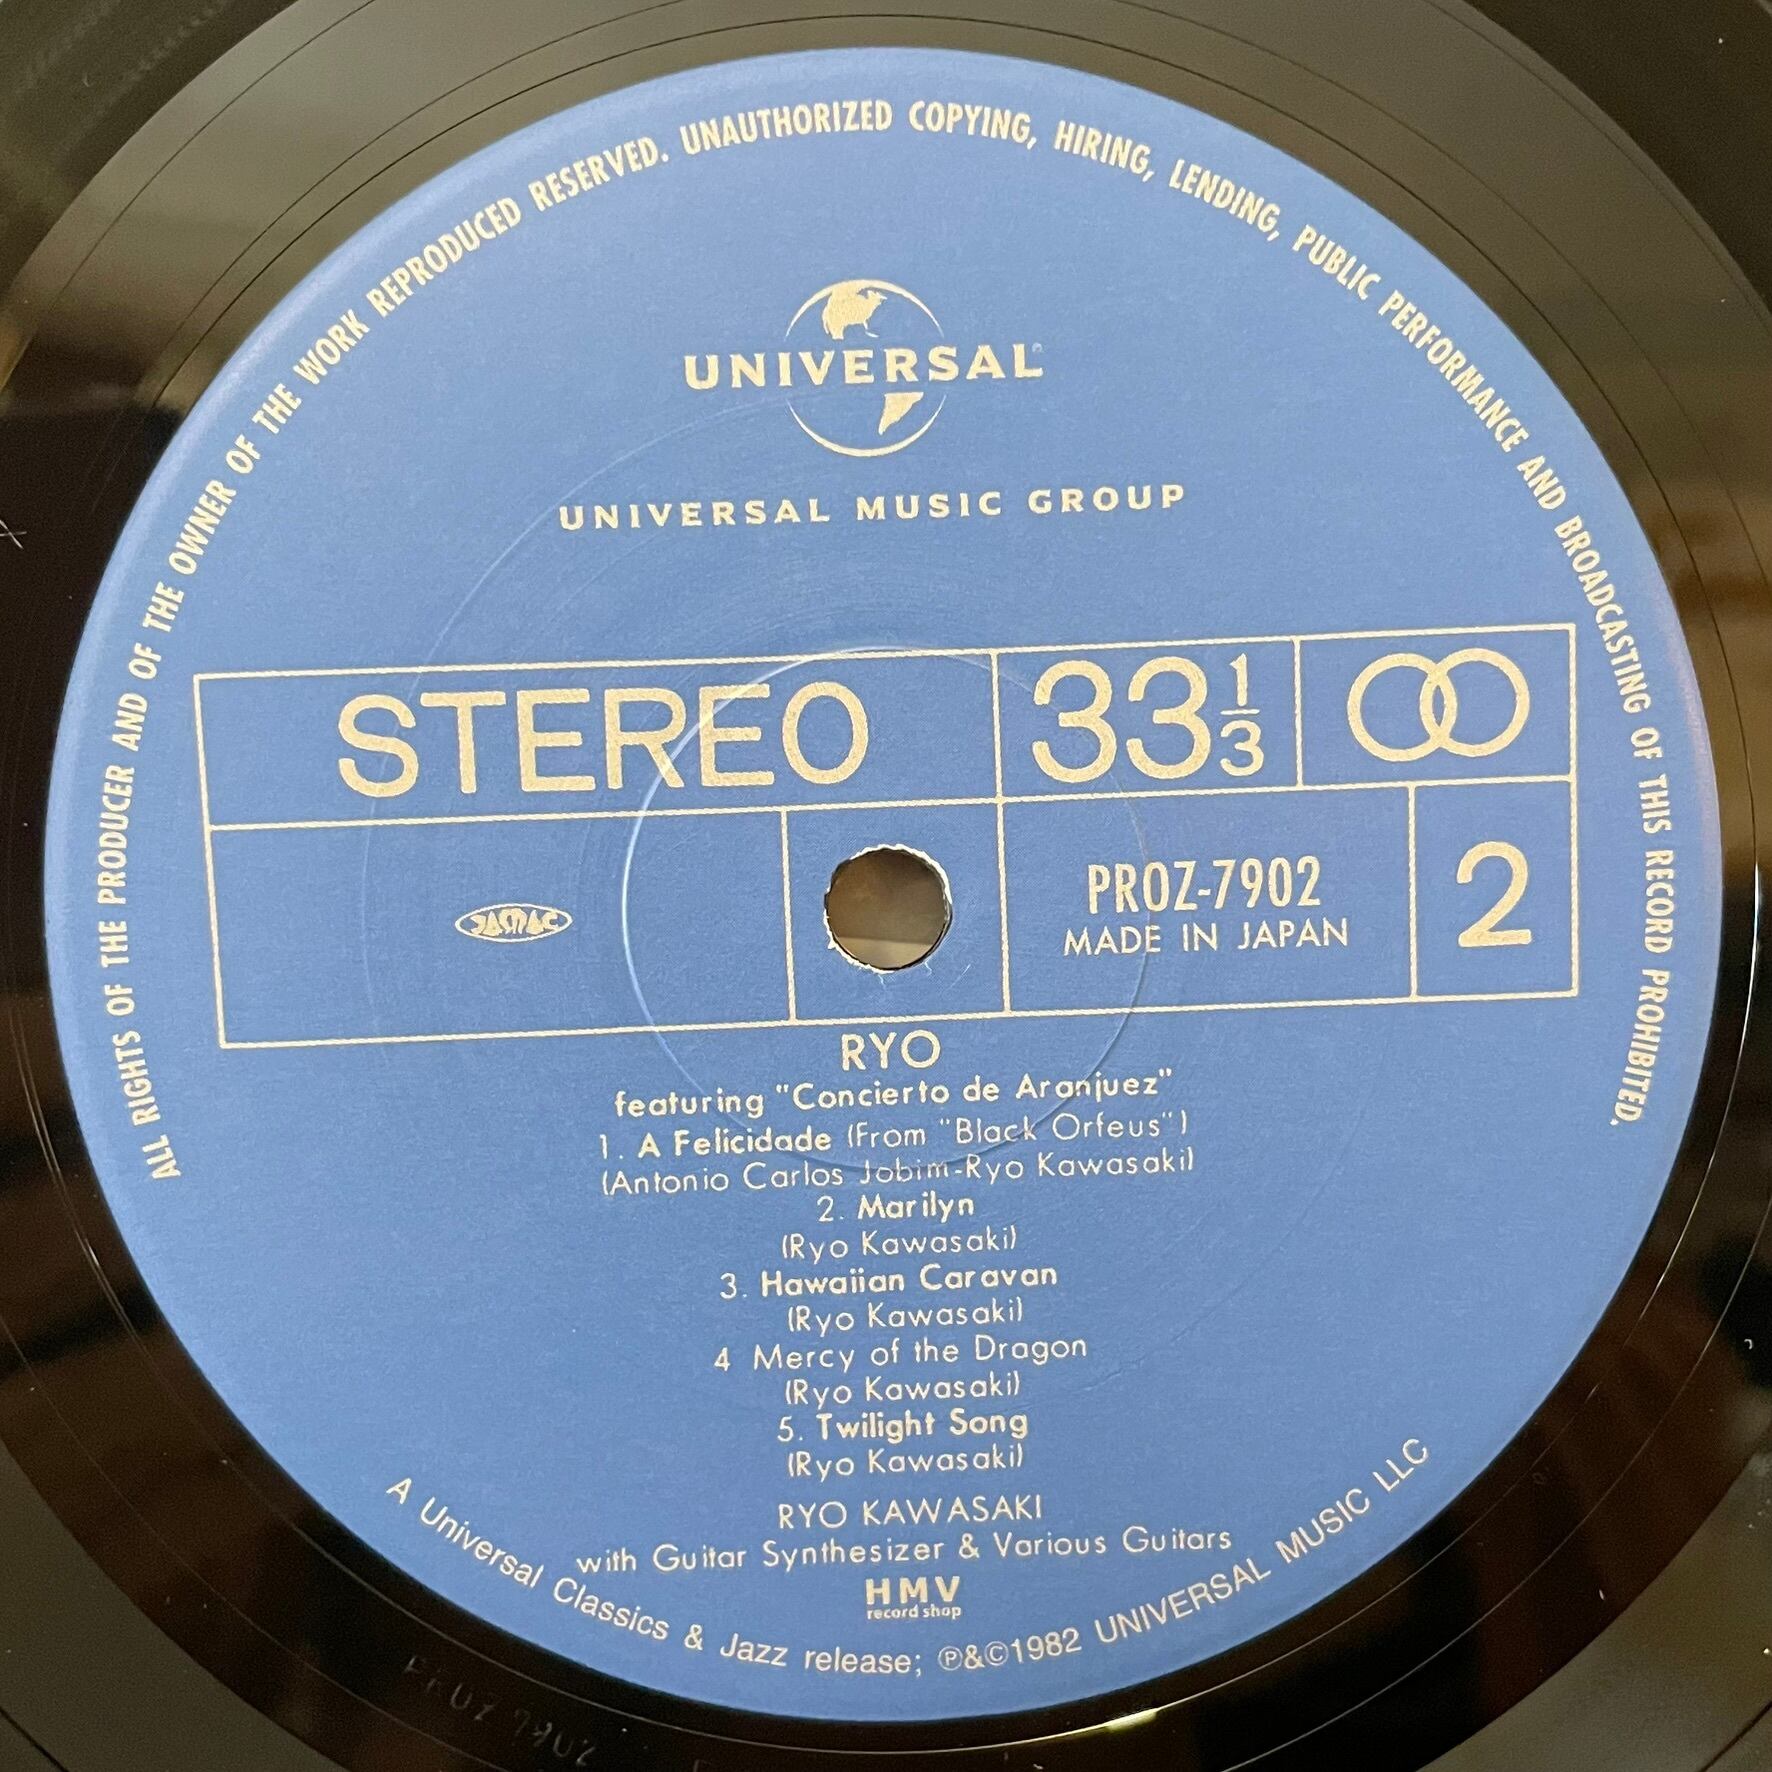 ALL RIGHTS OF THE PRODUCER AND OF THE OWNER OF THE WORK REPRODUCED RESERVED. UNAUTHORIZED COPYING, HIRING, LENDING, PUBLIC PERFORMANCE AND BROADCASTING OF THIS RECORD PROHIBITED.
UNIVERSAL
UNIVERSAL MUSIC GROUP
STEREO 33 1/3
JASRAC
PROZ-7902 2
MADE IN JAPAN
RYO
featuring "Concierto de Aranjuez"
1. A Felicidade (From "Black Orfeus")
(Antonio Carlos Jobim-Ryo Kawasaki)
2. Marilyn
(Ryo Kawasaki)
3. Hawaiian Caravan
(Ryo Kawasaki)
4 Mercy of the Dragon
(Ryo Kawasaki)
5. Twilight Song
(Ryo Kawasaki)
RYO KAWASAKI
with Guitar Synthesizer & Various Guitars
HMV
record shop
A Universal Classics & Jazz release; ℗&©1982 UNIVERSAL MUSIC LLC
PROZ 7902